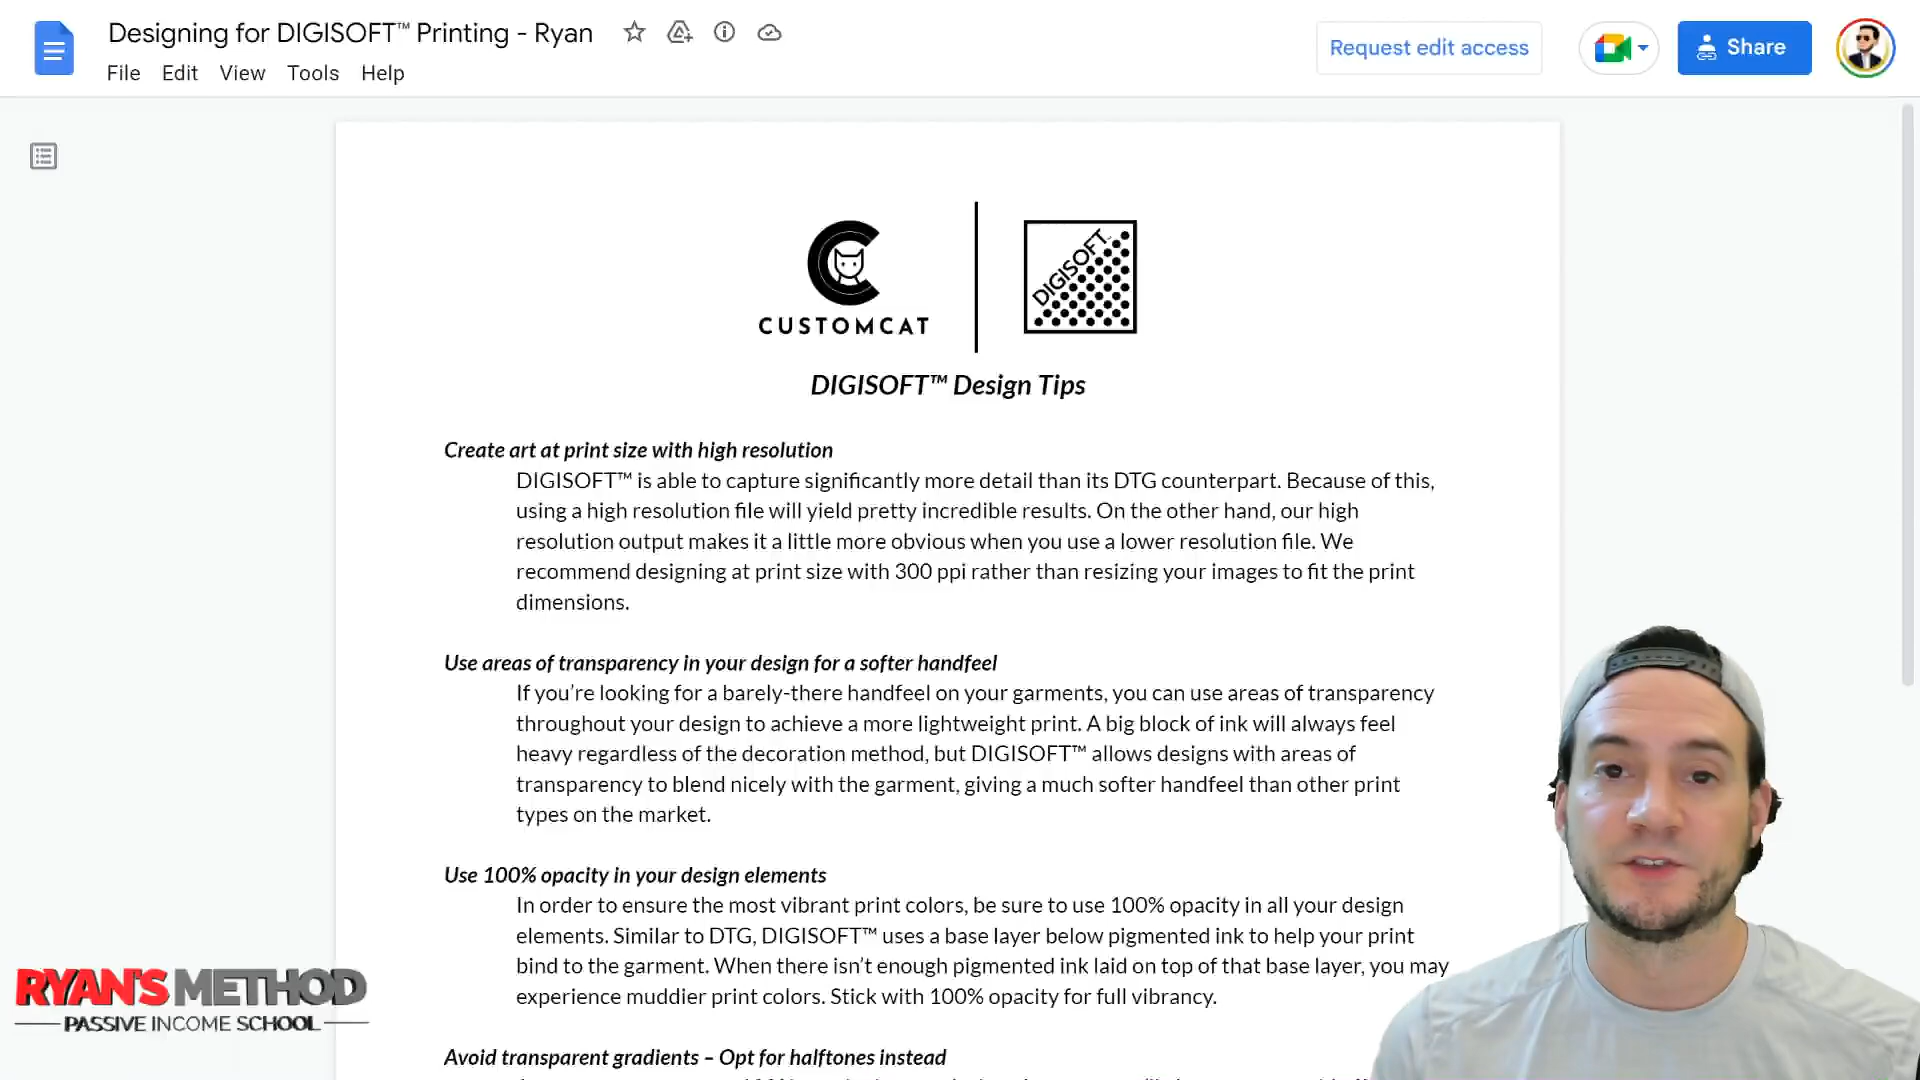 Designing for DIGISOFT™ Printing - Ryan
File Edit View Tools Help
Request edit access
Share
CUSTOMCAT
DIGISOFT™
DIGISOFT™ Design Tips
Create art at print size with high resolution
DIGISOFT™ is able to capture significantly more detail than its DTG counterpart. Because of this,
using a high resolution file will yield pretty incredible results. On the other hand, our high
resolution output makes it a little more obvious when you use a lower resolution file. We
recommend designing at print size with 300 ppi rather than resizing your images to fit the print
dimensions.
Use areas of transparency in your design for a softer handfeel
If you’re looking for a barely-there handfeel on your garments, you can use areas of transparency
throughout your design to achieve a more lightweight print. A big block of ink will always feel
heavy regardless of the decoration method, but DIGISOFT™ allows designs with areas of
transparency to blend nicely with the garment, giving a much softer handfeel than other print
types on the market.
Use 100% opacity in your design elements
In order to ensure the most vibrant print colors, be sure to use 100% opacity in all your design
elements. Similar to DTG, DIGISOFT™ uses a base layer below pigmented ink to help your print
bind to the garment. When there isn’t enough pigmented ink laid on top of that base layer, you may
experience muddier print colors. Stick with 100% opacity for full vibrancy.
Avoid transparent gradients – Opt for halftones instead
RYAN'S METHOD
PASSIVE INCOME SCHOOL